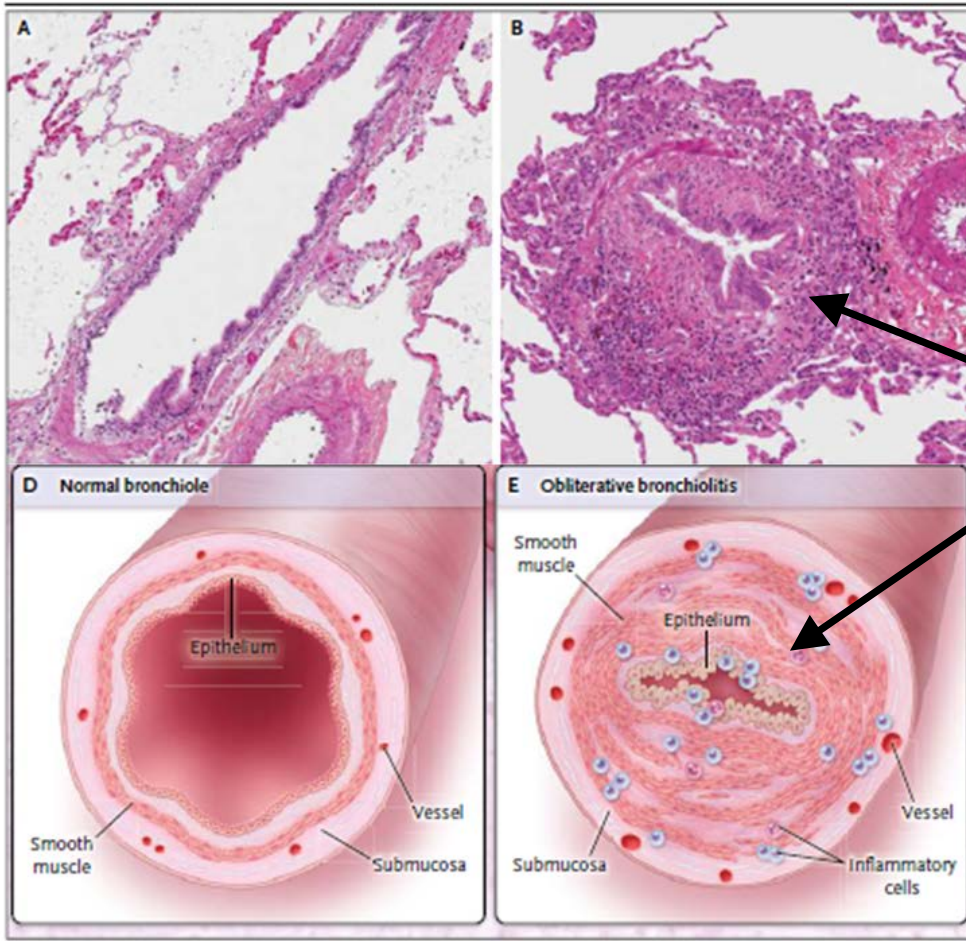 A
B
D Normal bronchiole
Epithelium
Vessel
Smooth
muscle
Submucosa
E Obliterative bronchiolitis
Smooth
muscle
Epithelium
Vessel
Submucosa
Inflammatory
cells